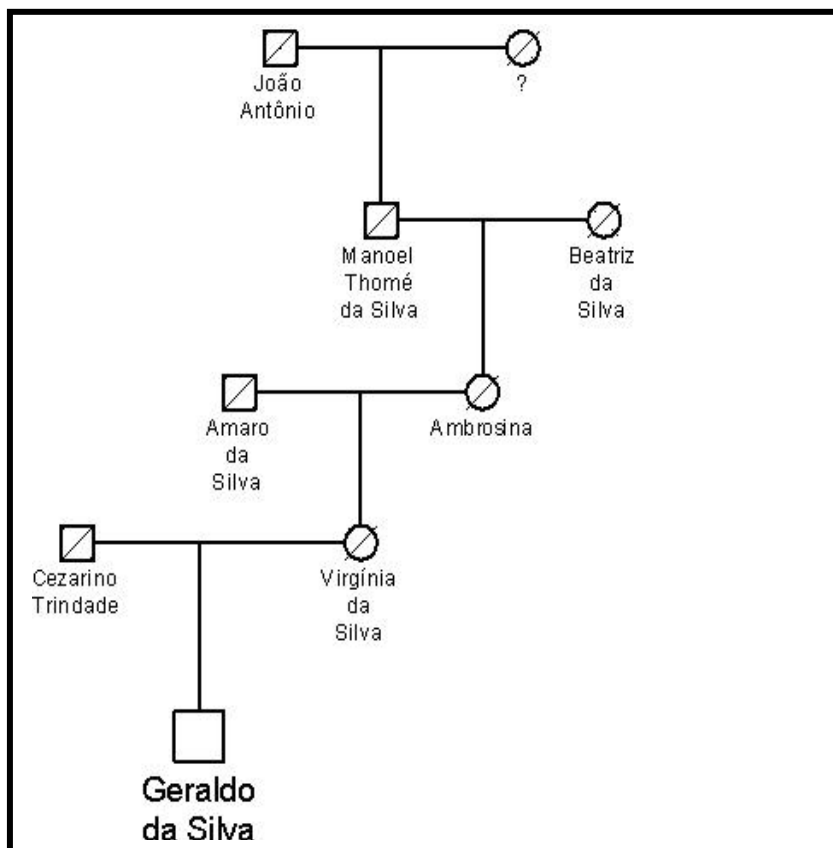 João
Antônio
?
Manoel
Thomé
da Silva
Beatriz
da
Silva
Amaro
da
Silva
Ambrosina
Cezarino
Trindade
Virgínia
da
Silva
Geraldo
da Silva